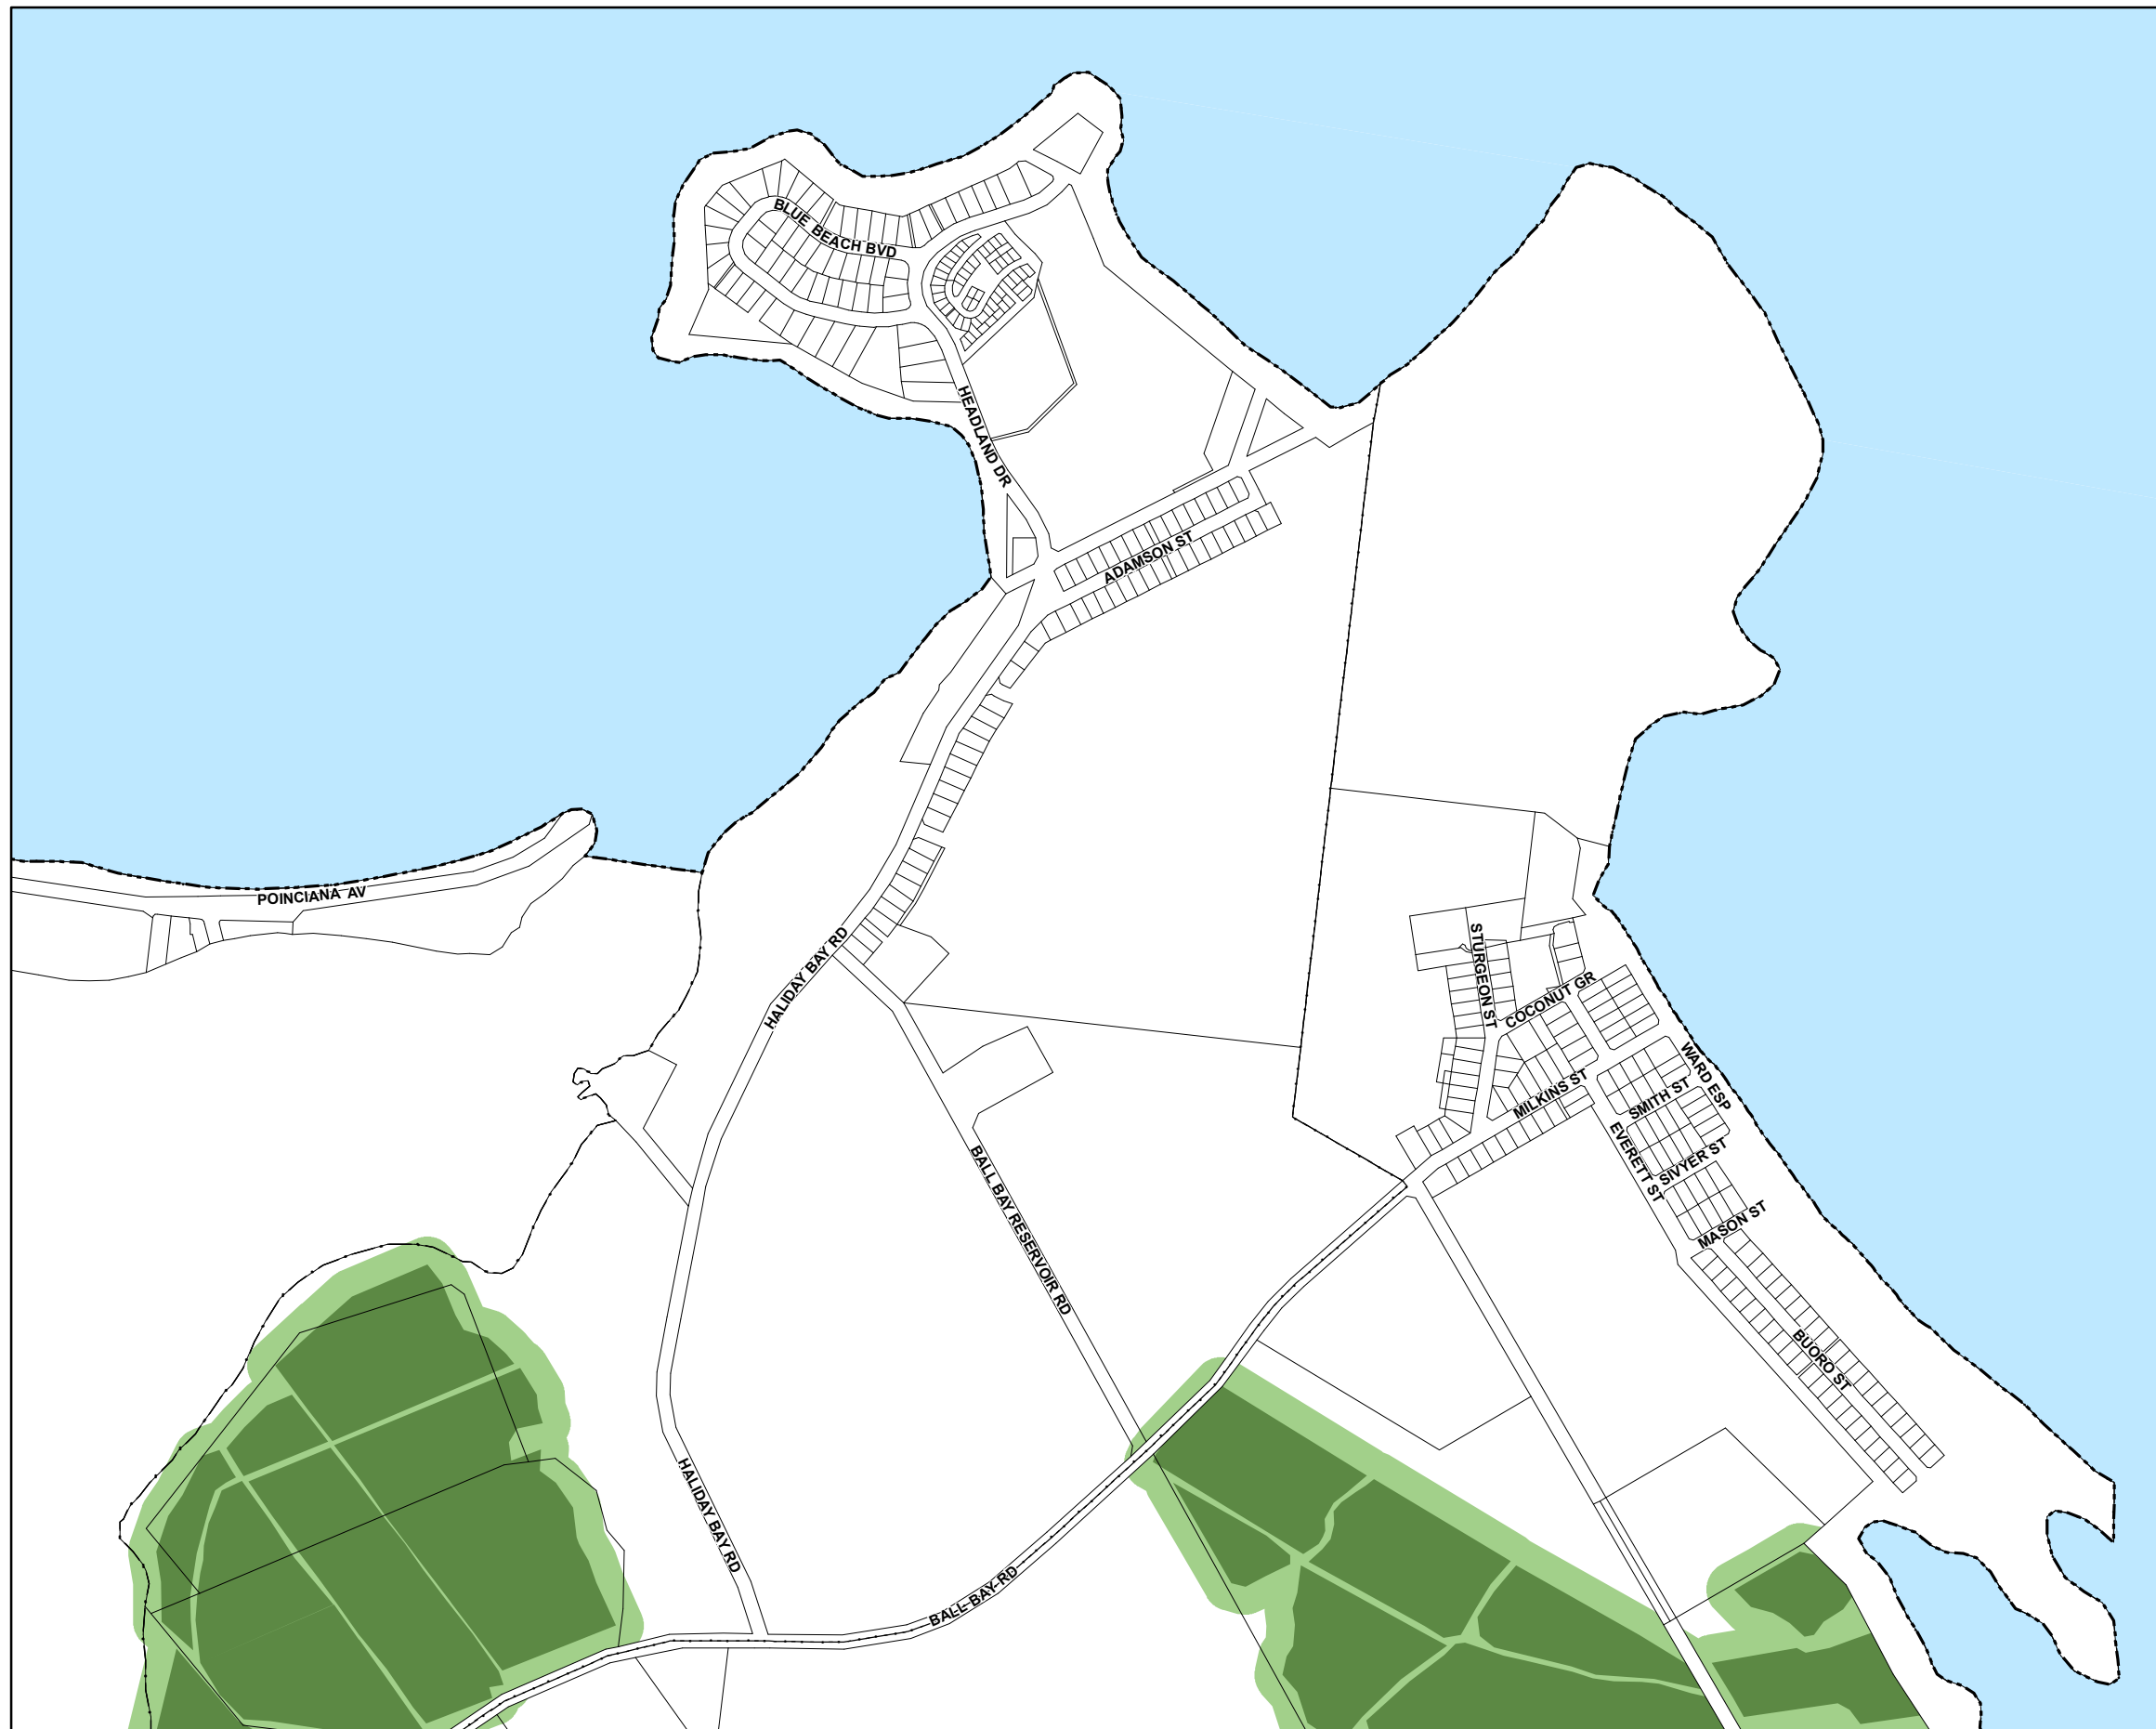 BLUE BEACH BVD
HEADLAND DR
ADAMSON ST
POINCIANA AV
HALIDAY BAY RD
STURGEON ST
COCONUT GR
WARD ESP
MILKINS ST
SMITH ST
EVERETT ST
SIVYER ST
MASON ST
BALL BAY RESERVOIR RD
BUORO ST
HALIDAY BAY RD
BALL BAY RD